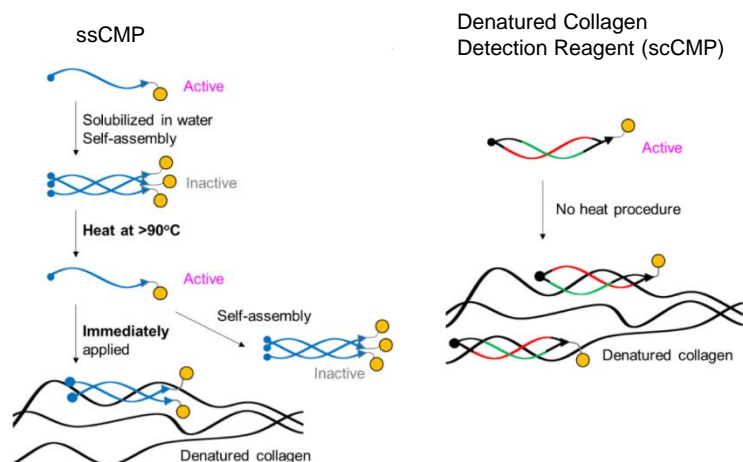 ssCMP
Active
Solubilized in water
Self-assembly
Inactive
Heat at >90°C
Active
Self-assembly
Immediately
applied
Inactive
Denatured collagen
Denatured Collagen
Detection Reagent (scCMP)
Active
No heat procedure
Denatured collagen